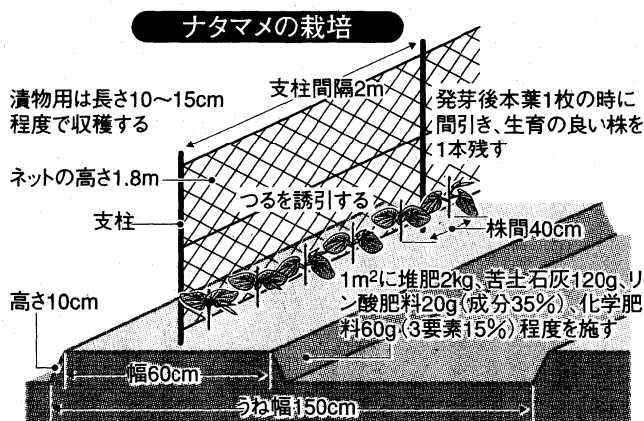 ナタマメの栽培
支柱間隔2m
漬物用は長さ10〜15cm
程度で収穫する
発芽後本葉1枚の時に
間引き、生育の良い株を
1本残す
ネットの高さ1.8m
つるを誘引する
支柱
株間40cm
1m²に堆肥2kg、苦土石灰120g、リ
ン酸肥料20g(成分35%)、化学肥
料60g(3要素15%)程度を施す
高さ10cm
幅60cm
うね幅150cm